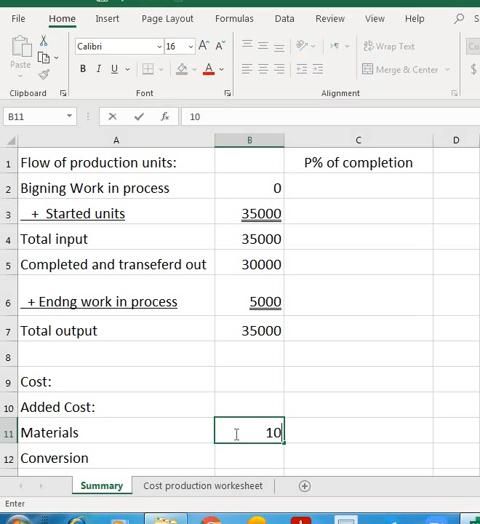 File Home Insert Page Layout Formulas Data Review View Help S
Calibri 16 A A Wrap Text
Paste B I U A Merge & Center $
Clipboard Font Alignment
B11 fx 10
A B C D
1 Flow of production units: P% of completion
2 Bigning Work in process 0
3 + Started units 35000
4 Total input 35000
5 Completed and transeferd out 30000
6 + Endng work in process 5000
7 Total output 35000
8
9 Cost:
10 Added Cost:
11 Materials 10
12 Conversion
Summary Cost production worksheet
Enter